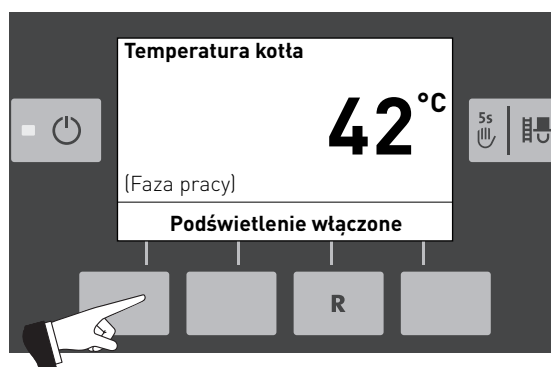 Temperatura kotła
42°C
5s
(Faza pracy)
Podświetlenie włączone
R